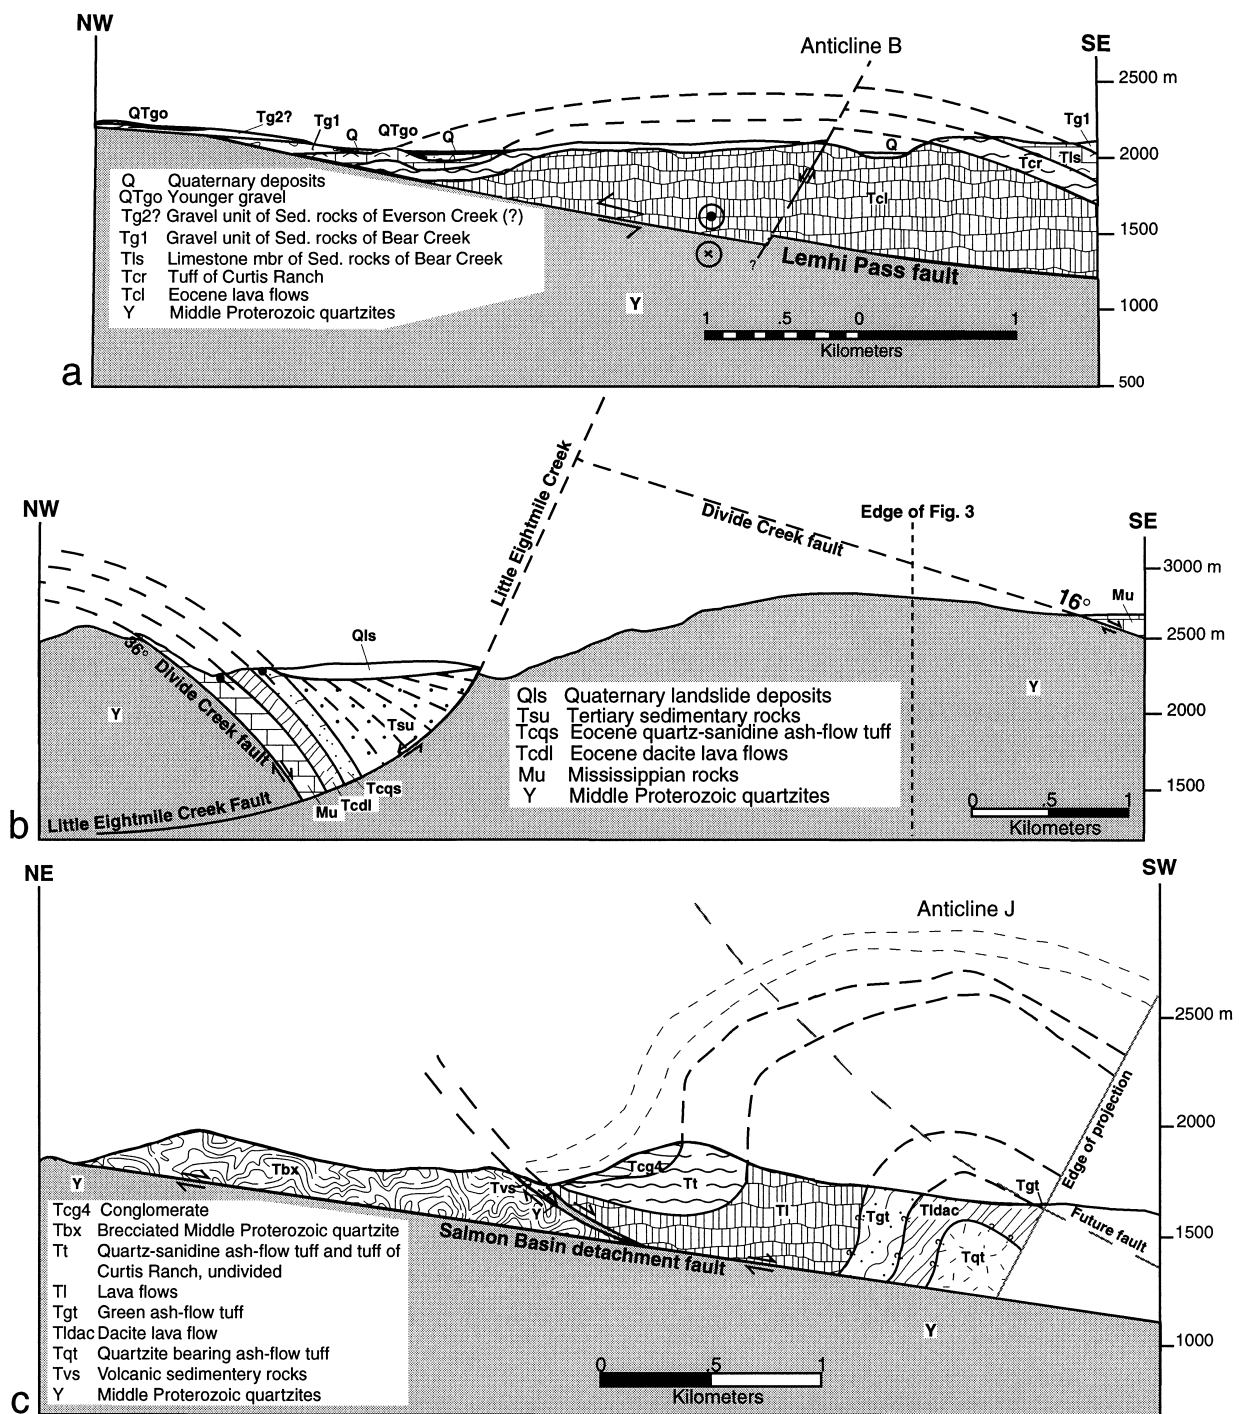 NW
Anticline B
SE
2500 m
QTgo
Tg2?
Tg1
Q
QTgo
Q
Tg1
Q
Tls
Tcr
2000
Q Quaternary deposits
QTgo Younger gravel
Tg2? Gravel unit of Sed. rocks of Everson Creek (?)
Tg1 Gravel unit of Sed. rocks of Bear Creek
Tls Limestone mbr of Sed. rocks of Bear Creek
Tcr Tuff of Curtis Ranch
Tcl Eocene lava flows
Y Middle Proterozoic quartzites
Tcl
1500
?
Lemhi Pass fault
Y
1000
1 .5 0 1
Kilometers
500
a
NW
Little Eightmile Creek
Divide Creek fault
Edge of Fig. 3
SE
3000 m
16°
Mu
2500 m
Qls
36°
Divide Creek fault
Y
Tsu
Y
2000
Qls Quaternary landslide deposits
Tsu Tertiary sedimentary rocks
Tcqs Eocene quartz-sanidine ash-flow tuff
Tcdl Eocene dacite lava flows
Mu Mississippian rocks
Y Middle Proterozoic quartzites
1500
Tcqs
Tcdl
Mu
Little Eightmile Creek Fault
0 .5 1
Kilometers
b
NE
SW
Anticline J
2500 m
Edge of projection
2000
Tbx
Tcg4
Y
Tvs
Tt
Y
Tl
Tgt
Tldac
Tgt
Tqt
Future fault
1500
Salmon Basin detachment fault
Tcg4 Conglomerate
Tbx Brecciated Middle Proterozoic quartzite
Tt Quartz-sanidine ash-flow tuff and tuff of
Curtis Ranch, undivided
Tl Lava flows
Tgt Green ash-flow tuff
Tldac Dacite lava flow
Tqt Quartzite bearing ash-flow tuff
Tvs Volcanic sedimentery rocks
Y Middle Proterozoic quartzites
Y
1000
0 .5 1
Kilometers
c